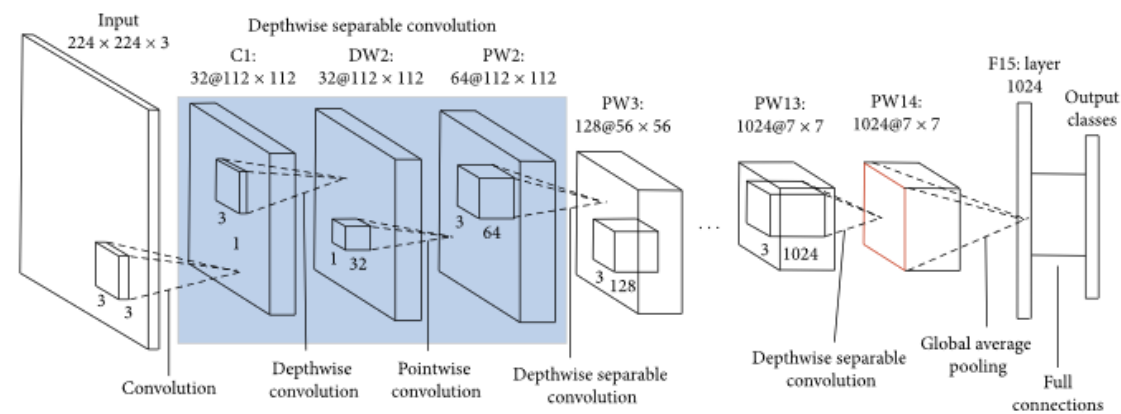 Input
224 × 224 × 3
Depthwise separable convolution
C1:
32@112 × 112
DW2:
32@112 × 112
PW2:
64@112 × 112
PW3:
128@56 × 56
PW13:
1024@7 × 7
PW14:
1024@7 × 7
F15: layer
1024
Output
classes
3
3
3
1
1
32
3
64
3
128
...
3
1024
Convolution
Depthwise
convolution
Pointwise
convolution
Depthwise separable
convolution
Depthwise separable
convolution
Global average
pooling
Full
connections